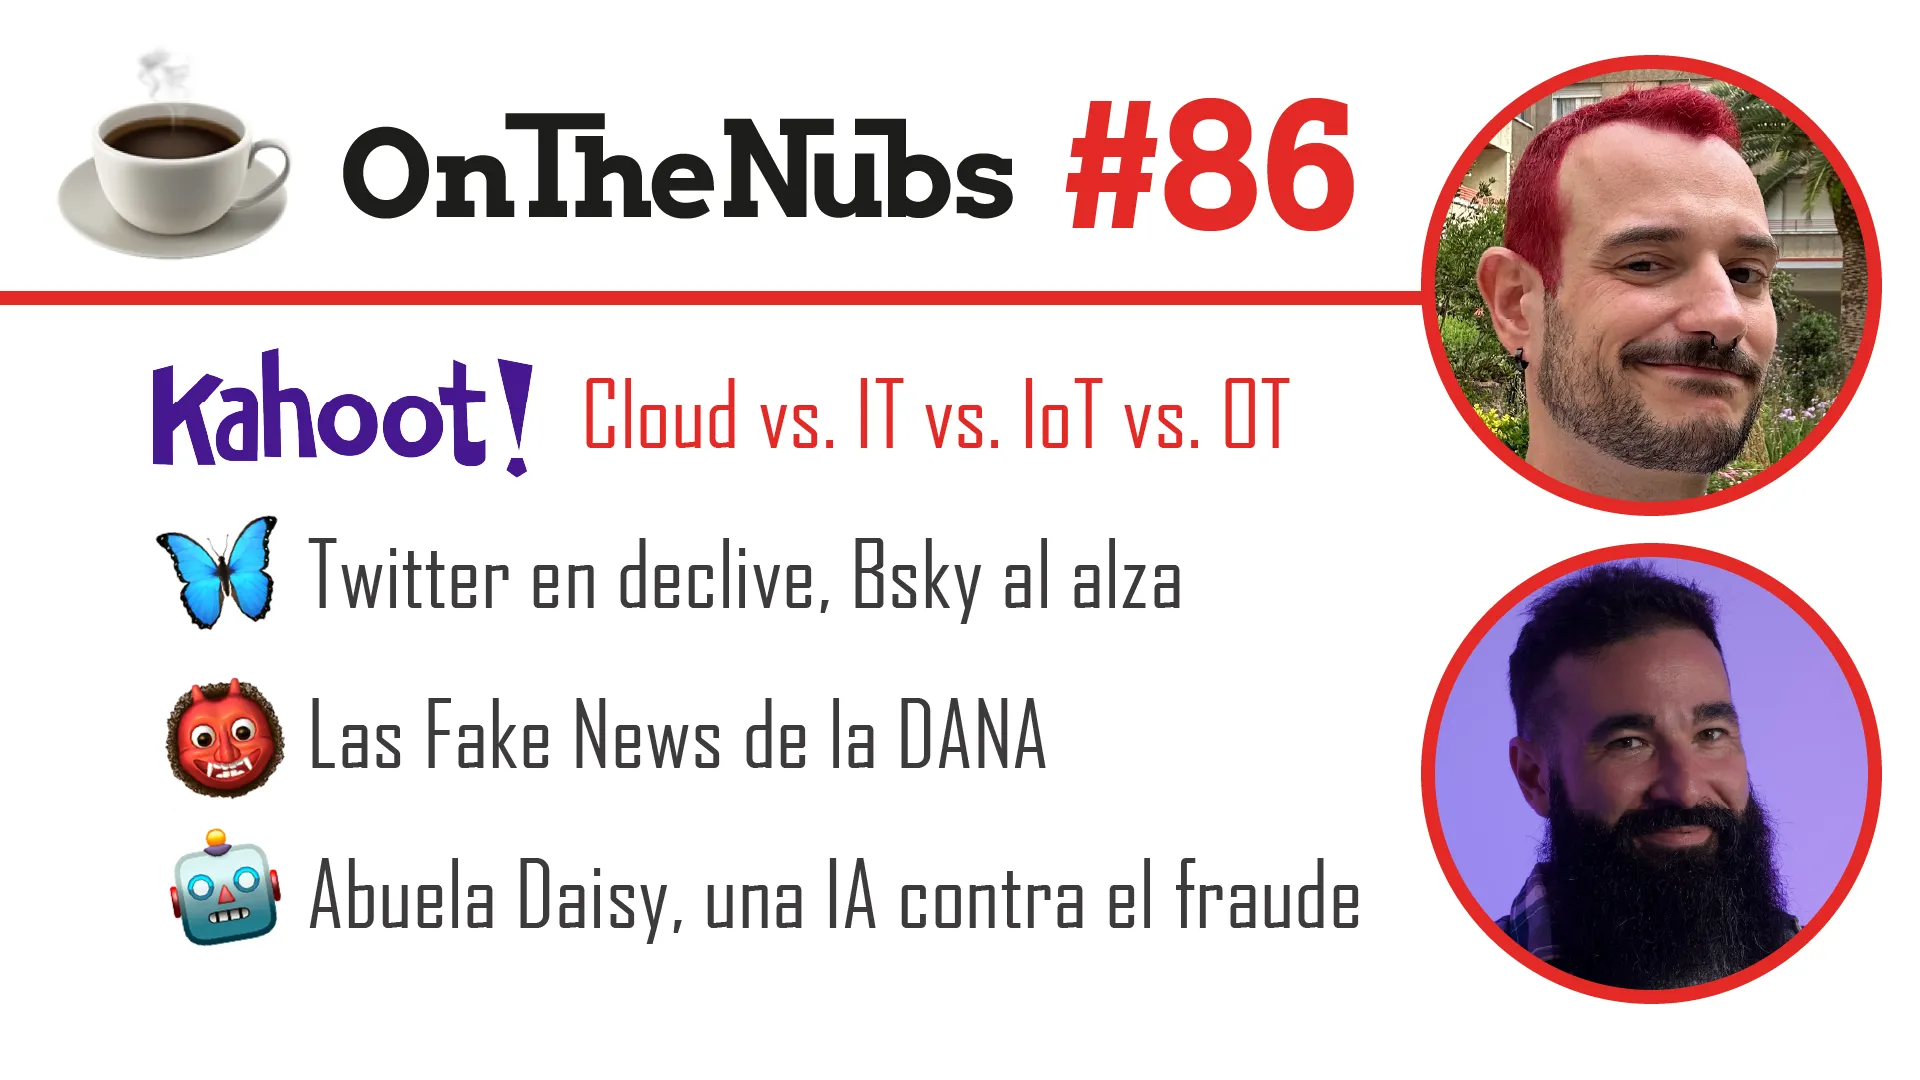 OnTheNubs #86
Kahoot! Cloud vs. IT vs. IoT vs. OT
Twitter en declive, Bsky al alza
Las Fake News de la DANA
Abuela Daisy, una IA contra el fraude